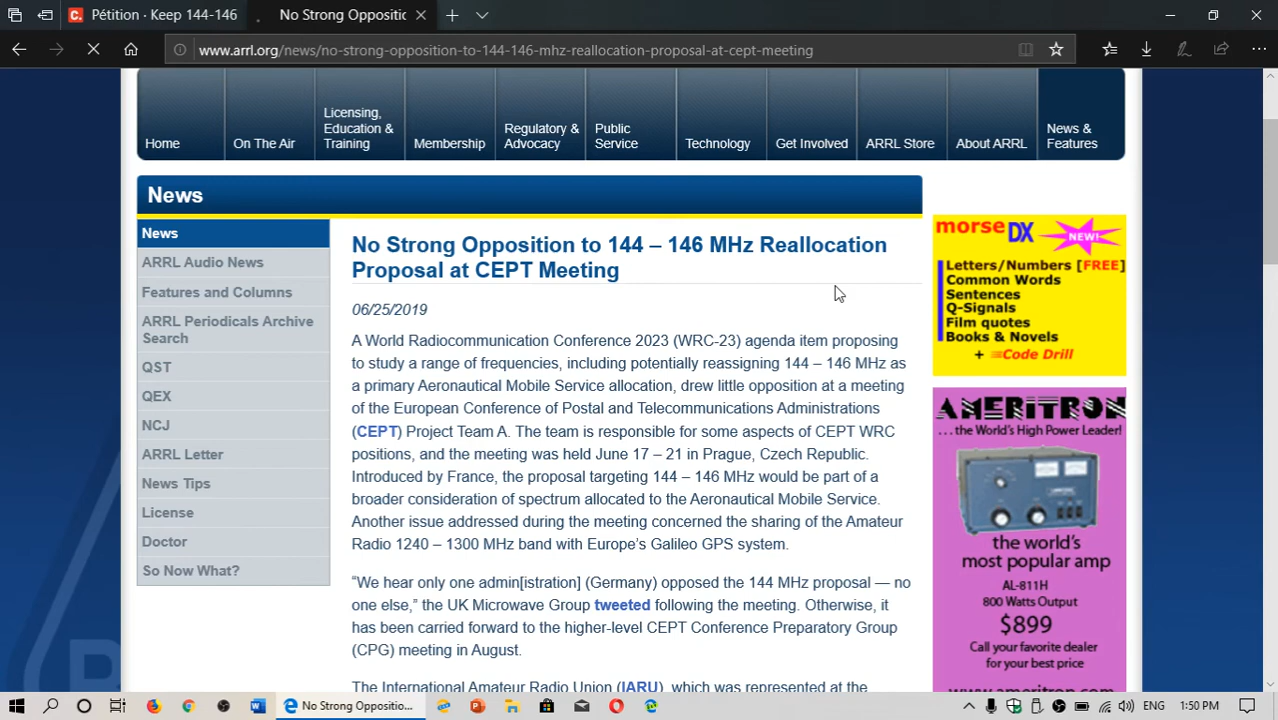 Pétition · Keep 144-146
No Strong Oppositic
www.arrl.org/news/no-strong-opposition-to-144-146-mhz-reallocation-proposal-at-cept-meeting
Home
On The Air
Licensing,
Education &
Training
Membership
Regulatory &
Advocacy
Public
Service
Technology
Get Involved
ARRL Store
About ARRL
News &
Features
News
News
ARRL Audio News
Features and Columns
ARRL Periodicals Archive
Search
QST
QEX
NCJ
ARRL Letter
News Tips
License
Doctor
So Now What?
No Strong Opposition to 144 – 146 MHz Reallocation
Proposal at CEPT Meeting
06/25/2019
A World Radiocommunication Conference 2023 (WRC-23) agenda item proposing
to study a range of frequencies, including potentially reassigning 144 – 146 MHz as
a primary Aeronautical Mobile Service allocation, drew little opposition at a meeting
of the European Conference of Postal and Telecommunications Administrations
(CEPT) Project Team A. The team is responsible for some aspects of CEPT WRC
positions, and the meeting was held June 17 – 21 in Prague, Czech Republic.
Introduced by France, the proposal targeting 144 – 146 MHz would be part of a
broader consideration of spectrum allocated to the Aeronautical Mobile Service.
Another issue addressed during the meeting concerned the sharing of the Amateur
Radio 1240 – 1300 MHz band with Europe's Galileo GPS system.
“We hear only one admin[istration] (Germany) opposed the 144 MHz proposal — no
one else,” the UK Microwave Group tweeted following the meeting. Otherwise, it
has been carried forward to the higher-level CEPT Conference Preparatory Group
(CPG) meeting in August.
The International Amateur Radio Union (IARU), which was represented at the
morse DX NEW!
Letters/Numbers [FREE]
Common Words
Sentences
Q-Signals
Film quotes
Books & Novels
+ =Code Drill
AMERITRON
...the World's High Power Leader!
the world's
most popular amp
AL-811H
800 Watts Output
$899
Call your favorite dealer
for your best price
www.ameritron.com
No Strong Oppositio...
ENG
1:50 PM